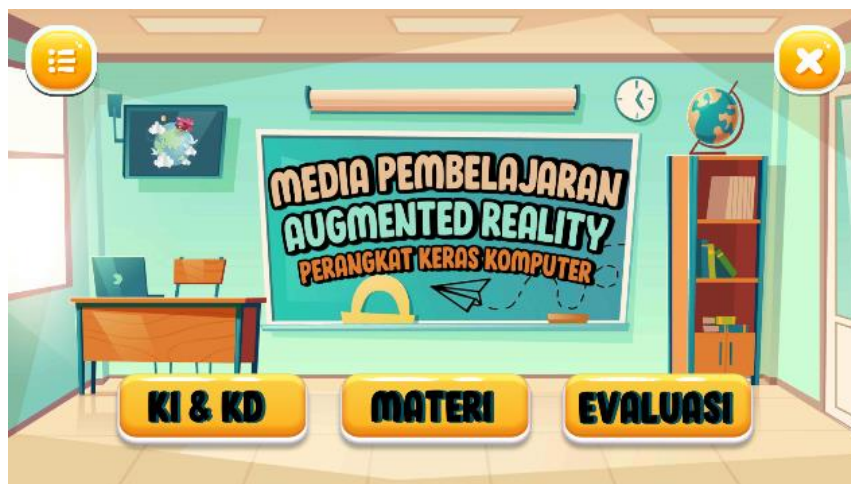 MEDIA PEMBELAJARAN
AUGMENTED REALITY
PERANGKAT KERAS KOMPUTER
KI & KD
MATERI
EVALUASI